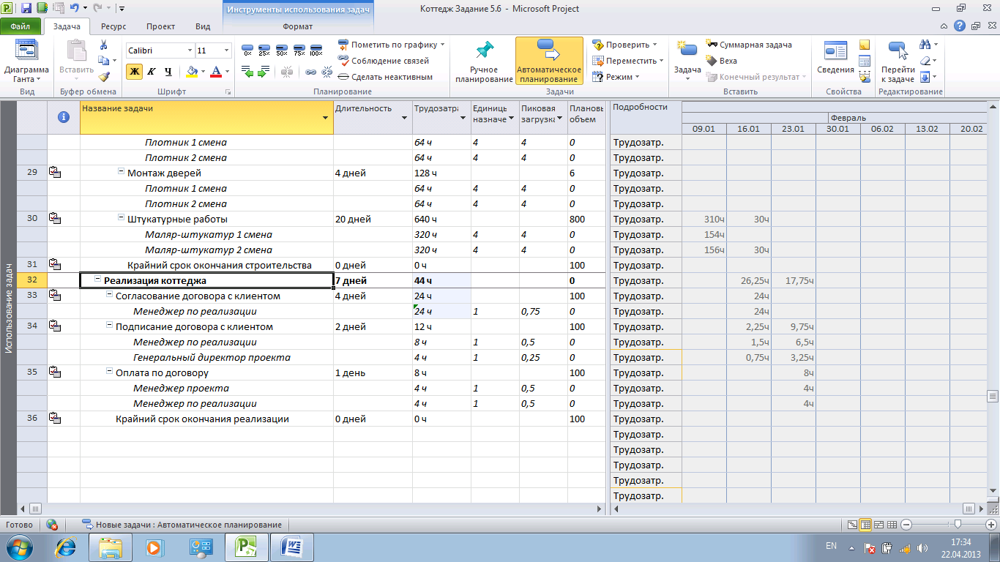 Инструменты использования задач
Коттедж Задание 5.6 - Microsoft Project
Файл Задача Ресурс Проект Вид Формат
Диаграмма Ганта
Вид
Вставить
Буфер обмена
Calibri 11
Ж К Ч
Шрифт
0% 25% 50% 75% 100%
Пометить по графику
Соблюдение связей
Сделать неактивным
Планирование
Ручное планирование
Автоматическое планирование
Проверить
Переместить
Режим
Задачи
Задача
Суммарная задача
Веха
Конечный результат
Вставить
Сведения
Свойства
Перейти к задаче
Редактирование
Название задачи Длительность Трудозатра Единицы назначе Пиковая загрузка Плановы объем Подробности Февраль
09.01 16.01 23.01 30.01 06.02 13.02 20.02
Плотник 1 смена 64 ч 4 4 0 Трудозатр.
Плотник 2 смена 64 ч 4 4 0 Трудозатр.
29 Монтаж дверей 4 дней 128 ч 6 Трудозатр.
Плотник 1 смена 64 ч 4 4 0 Трудозатр.
Плотник 2 смена 64 ч 4 4 0 Трудозатр.
30 Штукатурные работы 20 дней 640 ч 800 Трудозатр. 310ч 30ч
Маляр-штукатур 1 смена 320 ч 4 4 0 Трудозатр. 154ч
Маляр-штукатур 2 смена 320 ч 4 4 0 Трудозатр. 156ч 30ч
31 Крайний срок окончания строительства 0 дней 0 ч 100 Трудозатр.
32 Реализация коттеджа 7 дней 44 ч 0 Трудозатр. 26,25ч 17,75ч
33 Согласование договора с клиентом 4 дней 24 ч 100 Трудозатр. 24ч
Менеджер по реализации 24 ч 1 0,75 0 Трудозатр. 24ч
34 Подписание договора с клиентом 2 дней 12 ч 100 Трудозатр. 2,25ч 9,75ч
Менеджер по реализации 8 ч 1 0,5 0 Трудозатр. 1,5ч 6,5ч
Генеральный директор проекта 4 ч 1 0,25 0 Трудозатр. 0,75ч 3,25ч
35 Оплата по договору 1 день 8 ч 100 Трудозатр. 8ч
Менеджер проекта 4 ч 1 0,5 0 Трудозатр. 4ч
Менеджер по реализации 4 ч 1 0,5 0 Трудозатр. 4ч
36 Крайний срок окончания реализации 0 дней 0 ч 100 Трудозатр.
Трудозатр.
Трудозатр.
Трудозатр.
Трудозатр.
Трудозатр.
Использование задач
Готово Новые задачи : Автоматическое планирование
EN 17:34
22.04.2013